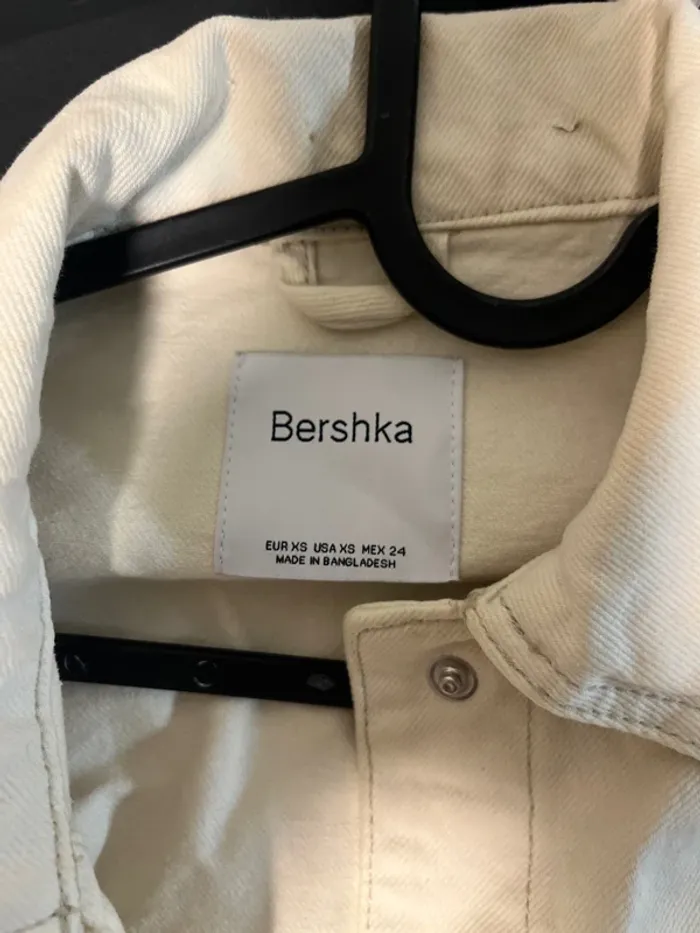 Bershka
EUR XS USA XS MEX 24
MADE IN BANGLADESH